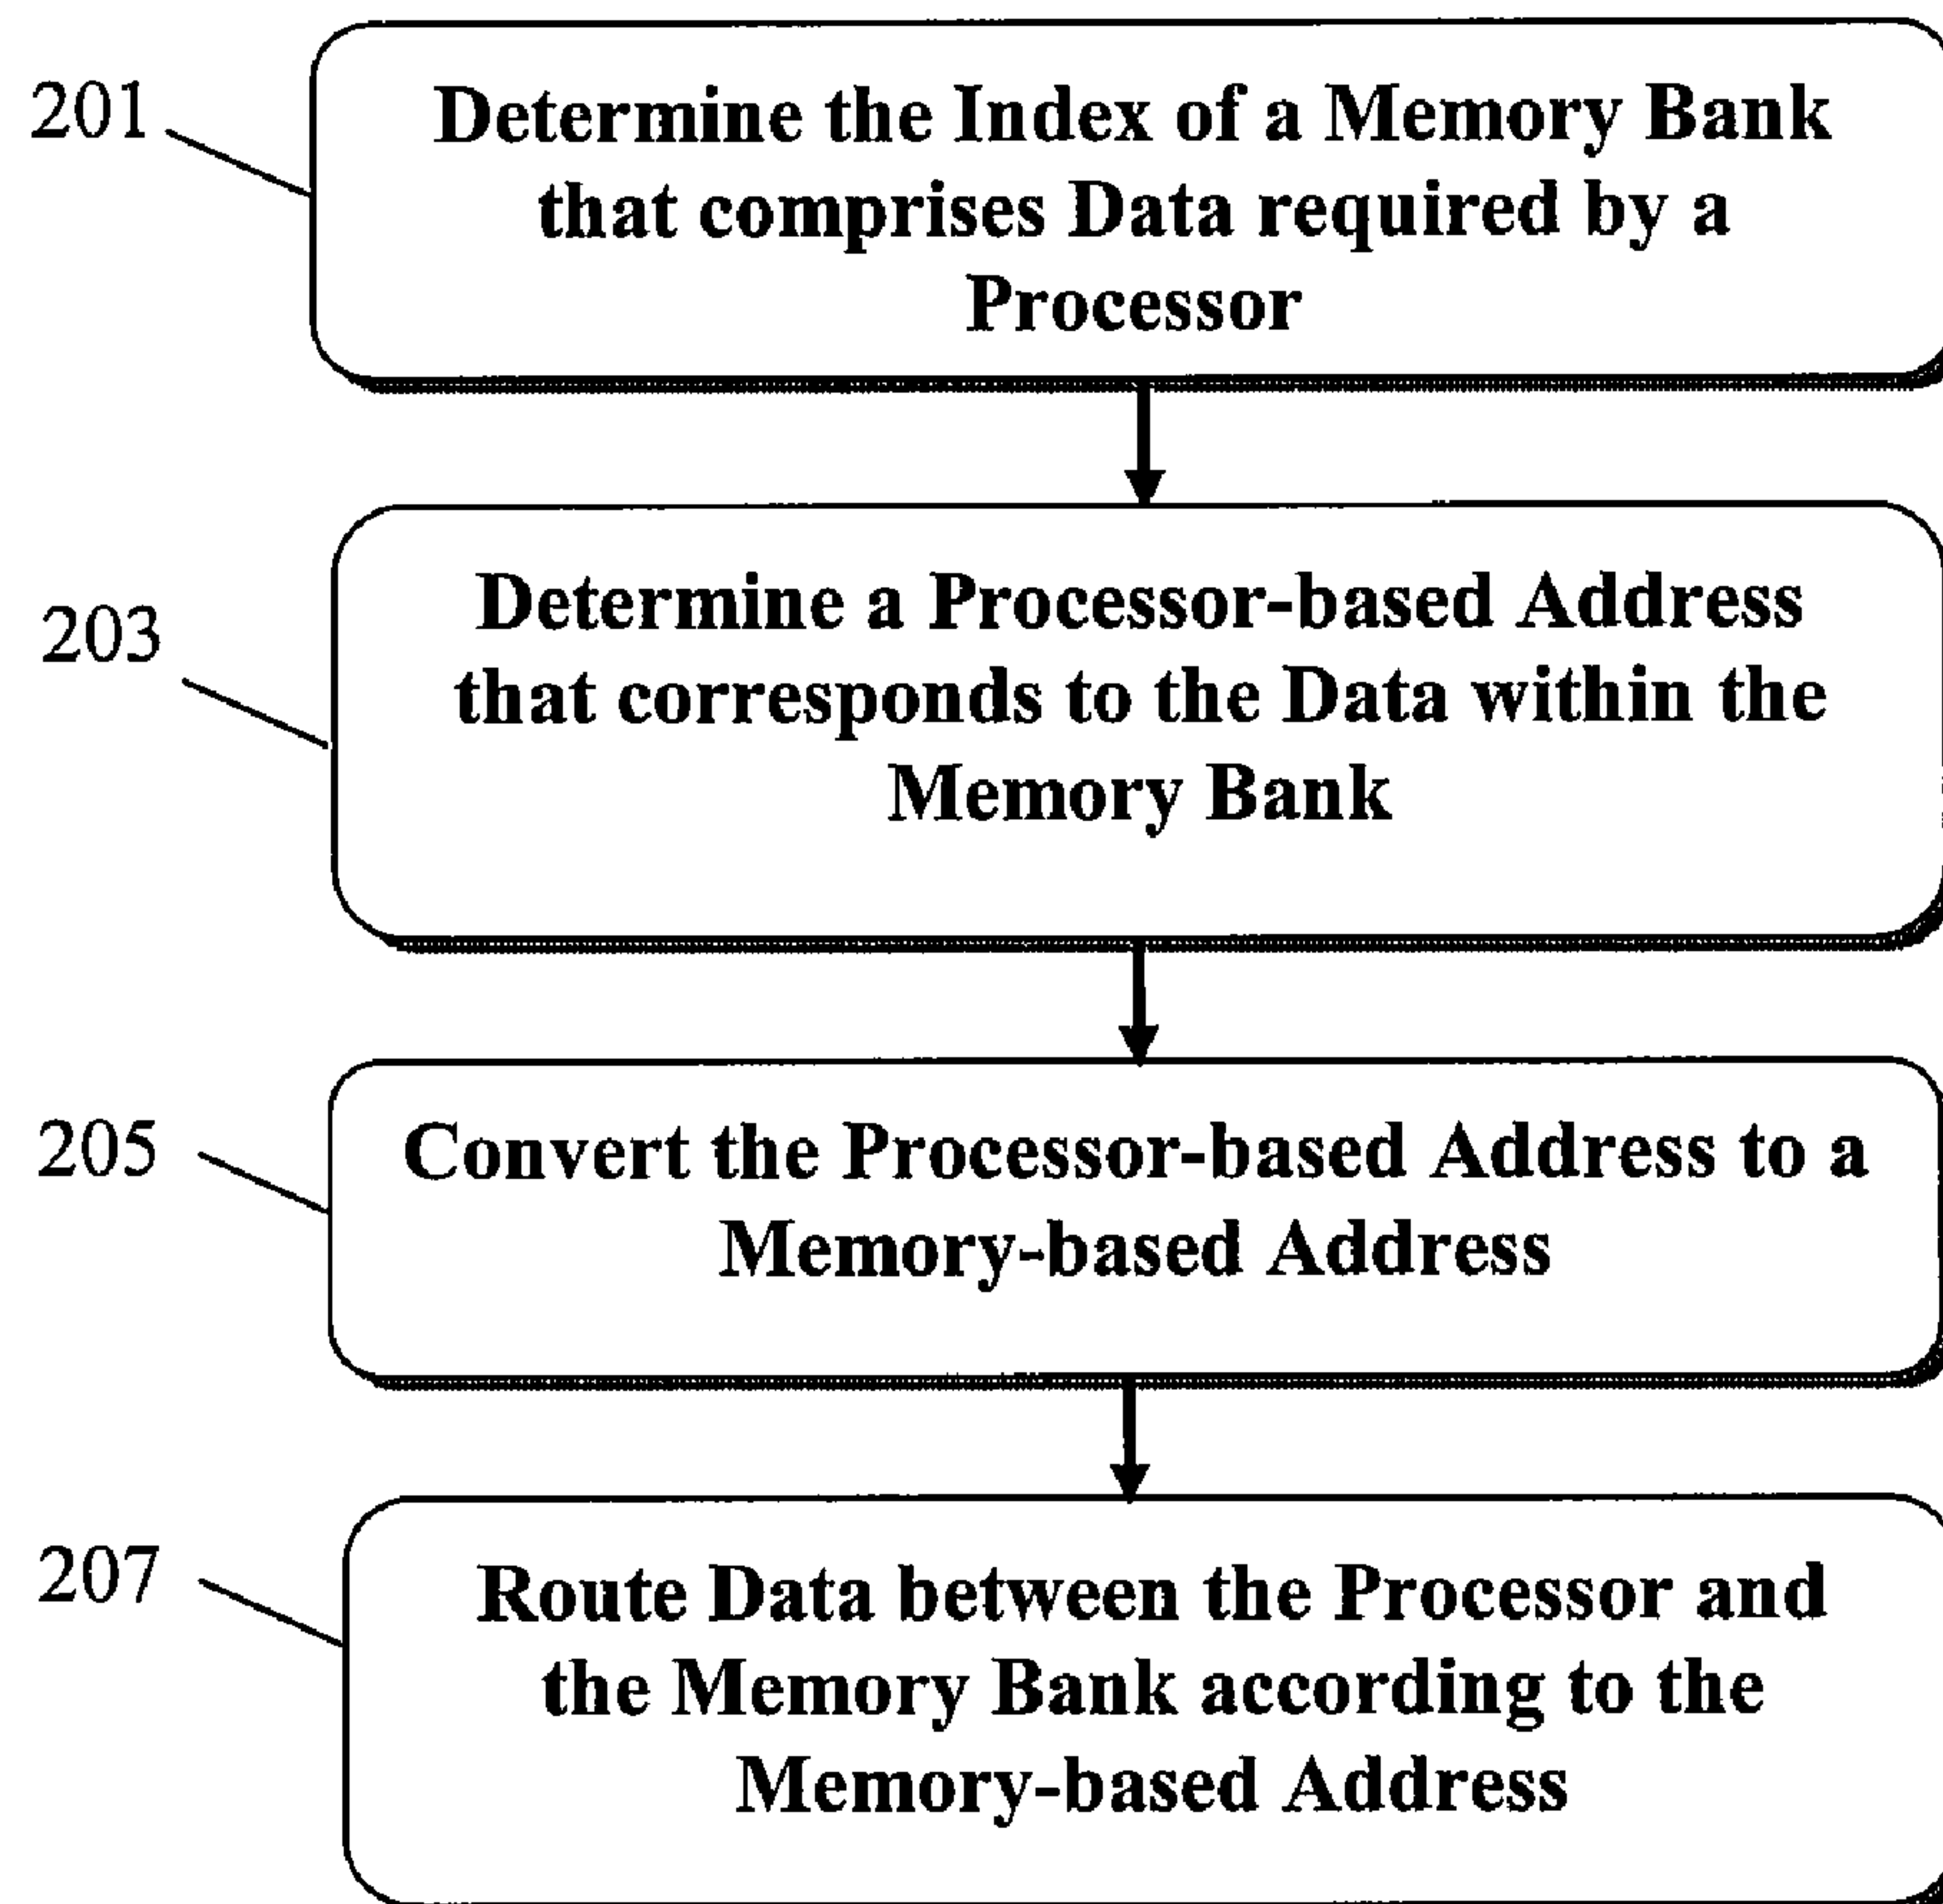 201
Determine the Index of a Memory Bank
that comprises Data required by a
Processor
203
Determine a Processor-based Address
that corresponds to the Data within the
Memory Bank
205
Convert the Processor-based Address to a
Memory-based Address
207
Route Data between the Processor and
the Memory Bank according to the
Memory-based Address